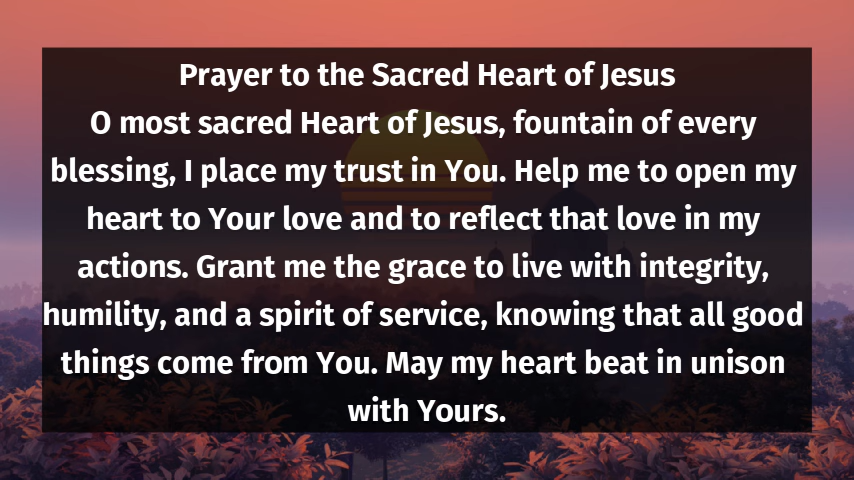 Prayer to the Sacred Heart of Jesus
O most sacred Heart of Jesus, fountain of every
blessing, I place my trust in You. Help me to open my
heart to Your love and to reflect that love in my
actions. Grant me the grace to live with integrity,
humility, and a spirit of service, knowing that all good
things come from You. May my heart beat in unison
with Yours.